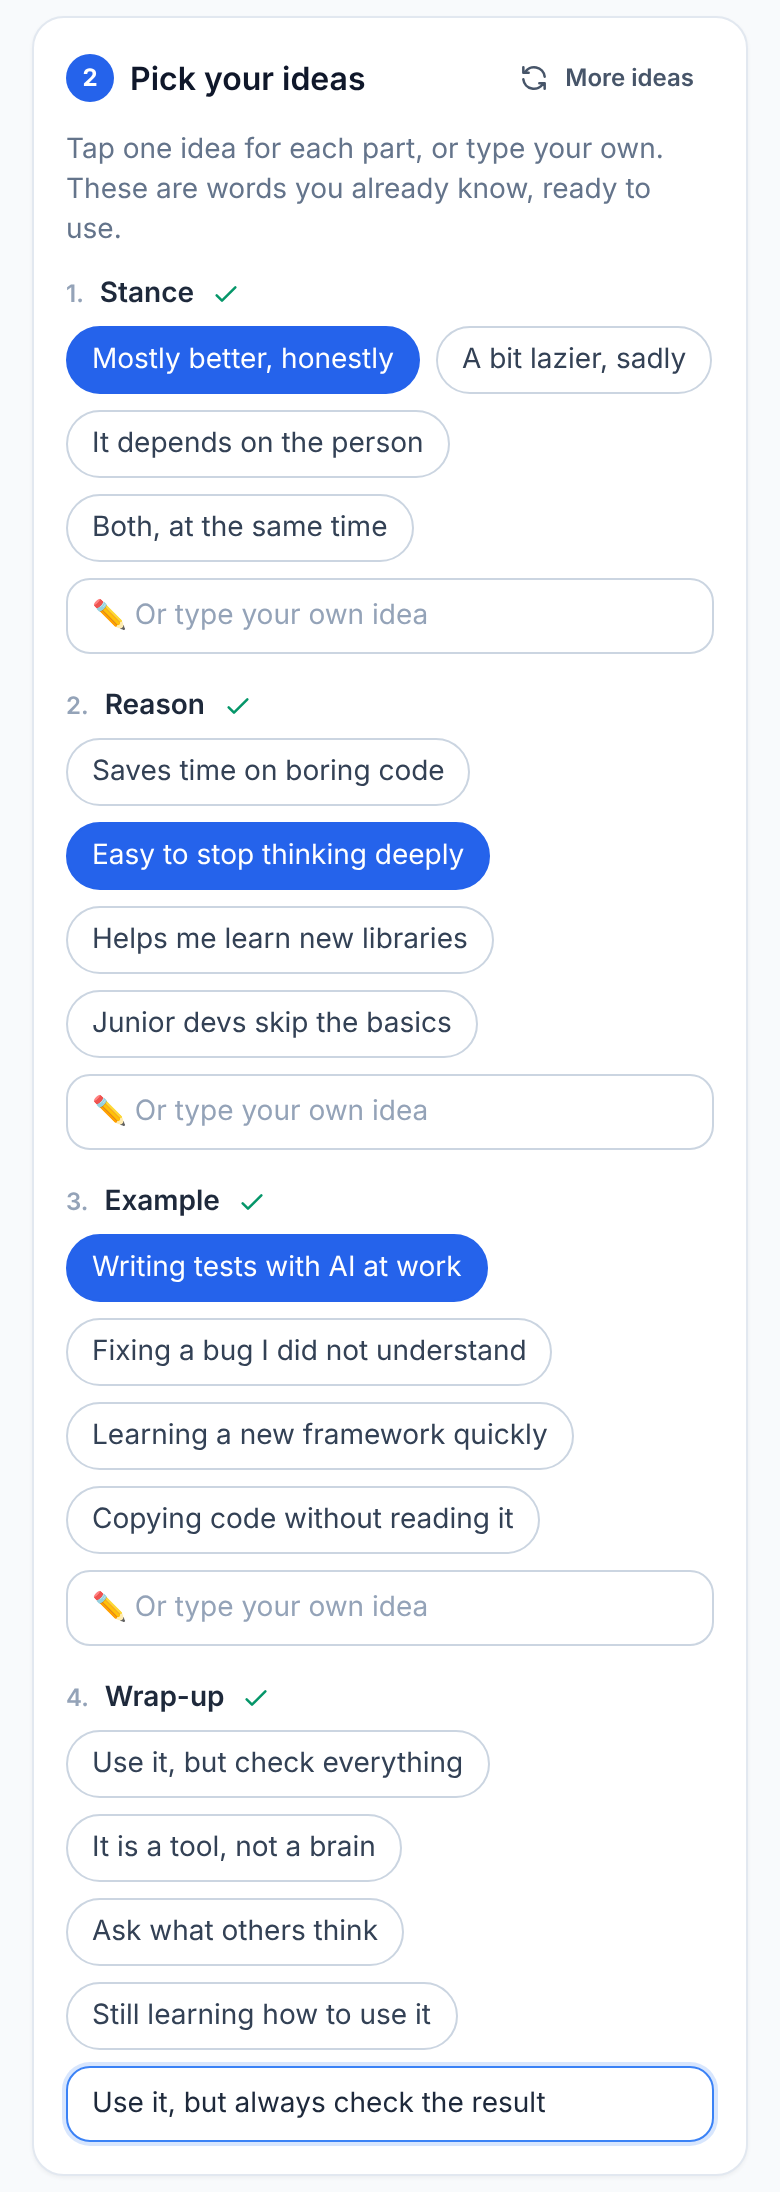 2 Pick your ideas More ideas
Tap one idea for each part, or type your own.
These are words you already know, ready to
use.
1. Stance ✓
Mostly better, honestly A bit lazier, sadly
It depends on the person
Both, at the same time
✏️ Or type your own idea
2. Reason ✓
Saves time on boring code
Easy to stop thinking deeply
Helps me learn new libraries
Junior devs skip the basics
✏️ Or type your own idea
3. Example ✓
Writing tests with AI at work
Fixing a bug I did not understand
Learning a new framework quickly
Copying code without reading it
✏️ Or type your own idea
4. Wrap-up ✓
Use it, but check everything
It is a tool, not a brain
Ask what others think
Still learning how to use it
Use it, but always check the result